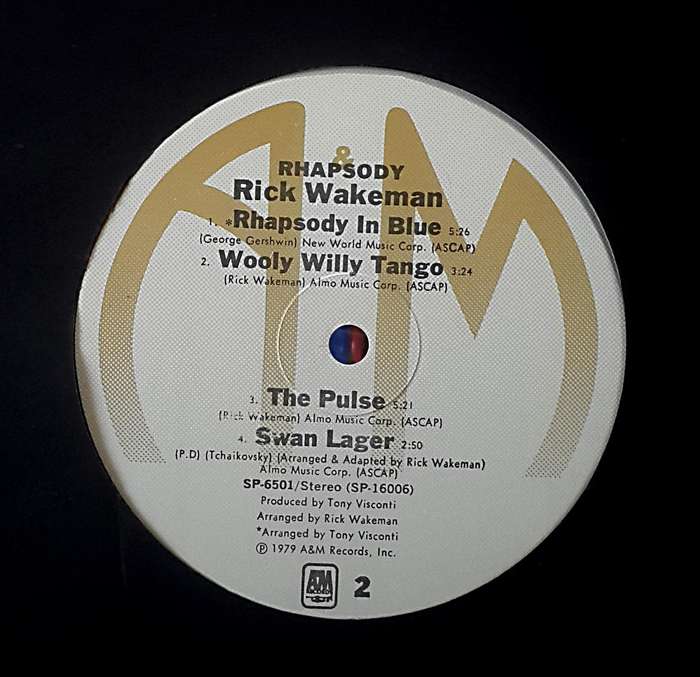 &
RHAPSODY
Rick Wakeman
1. *Rhapsody In Blue 5:26
(George Gershwin) New World Music Corp. (ASCAP)
2. Wooly Willy Tango 3:24
(Rick Wakeman) Almo Music Corp. (ASCAP)
3. The Pulse 5:21
(Rick Wakeman) Almo Music Corp. (ASCAP)
4. Swan Lager 2:50
(P.D) (Tchaikovsky) (Arranged & Adapted by Rick Wakeman)
Almo Music Corp. (ASCAP)
SP-6501/Stereo (SP-16006)
Produced by Tony Visconti
Arranged by Rick Wakeman
*Arranged by Tony Visconti
℗ 1979 A&M Records, Inc.
A&M
RECORDS
2